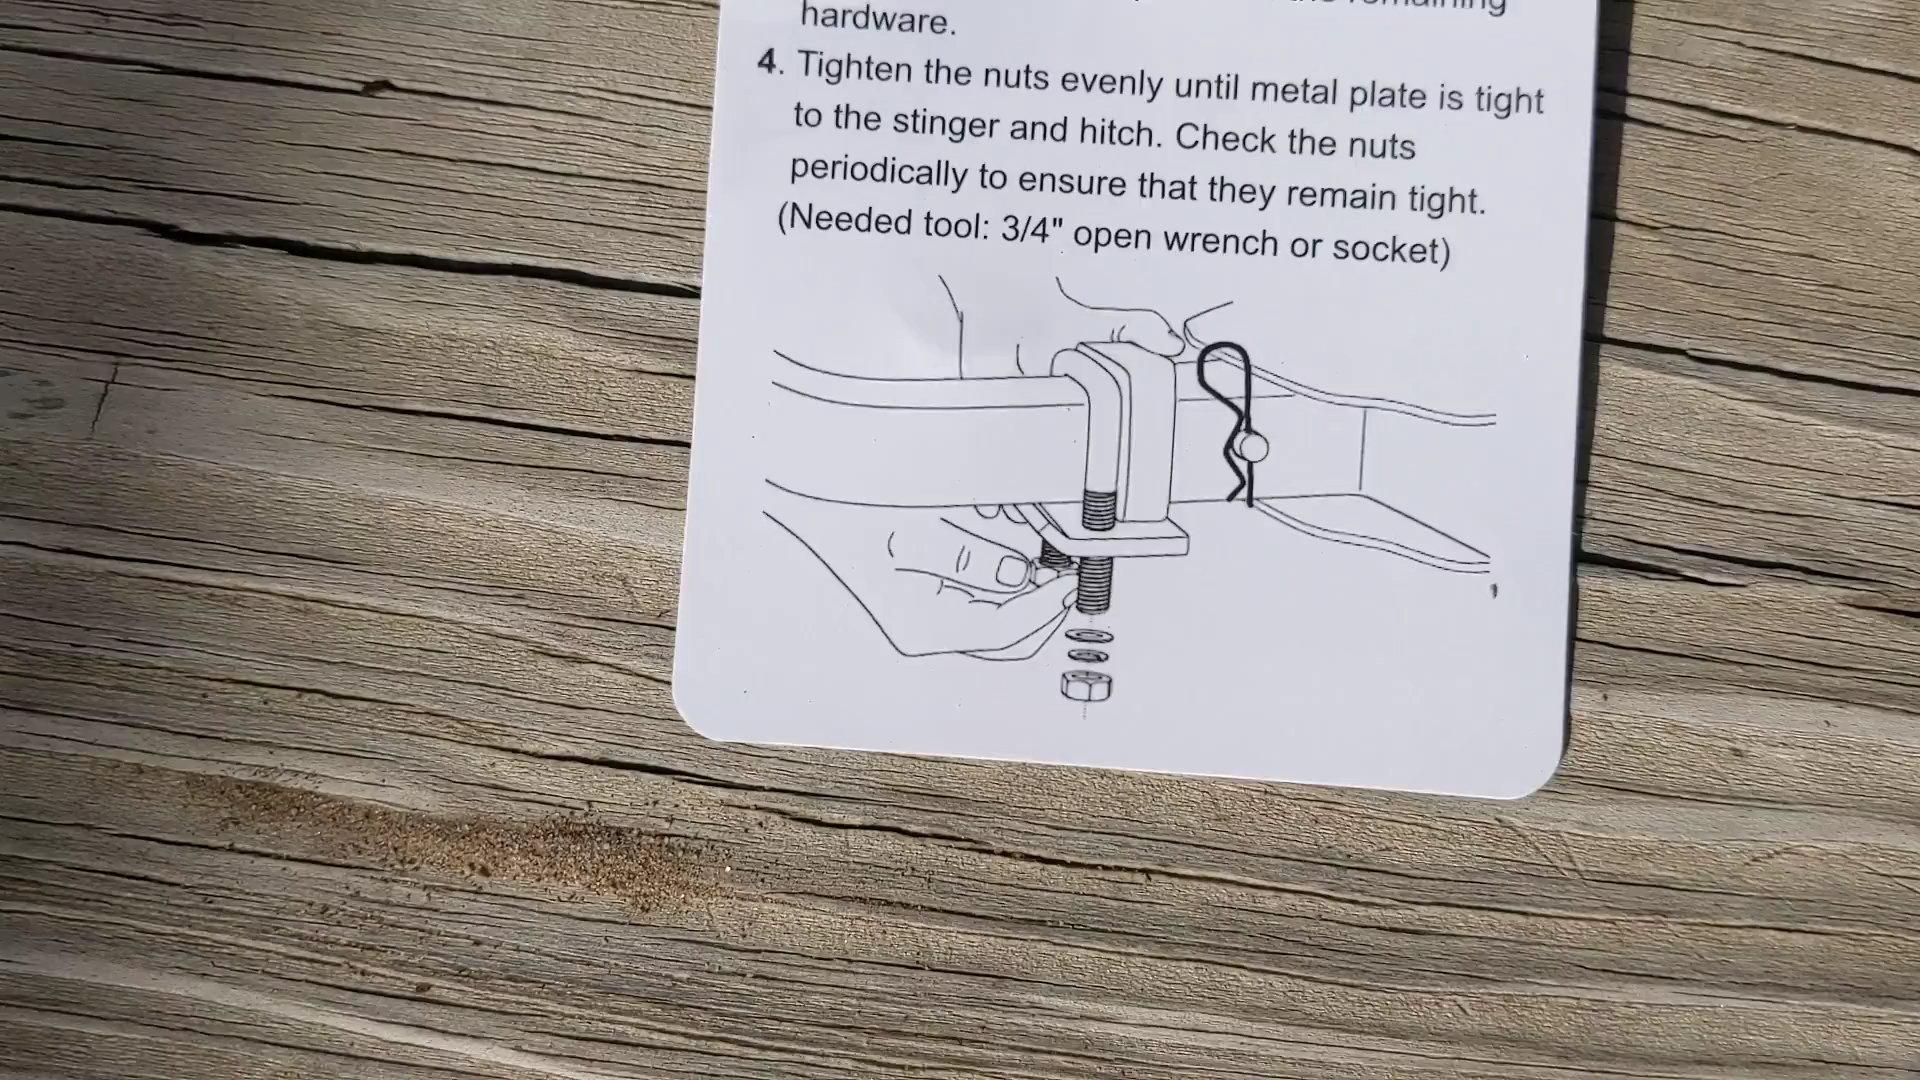 remaining
hardware.
4. Tighten the nuts evenly until metal plate is tight
to the stinger and hitch. Check the nuts
periodically to ensure that they remain tight.
(Needed tool: 3/4" open wrench or socket)